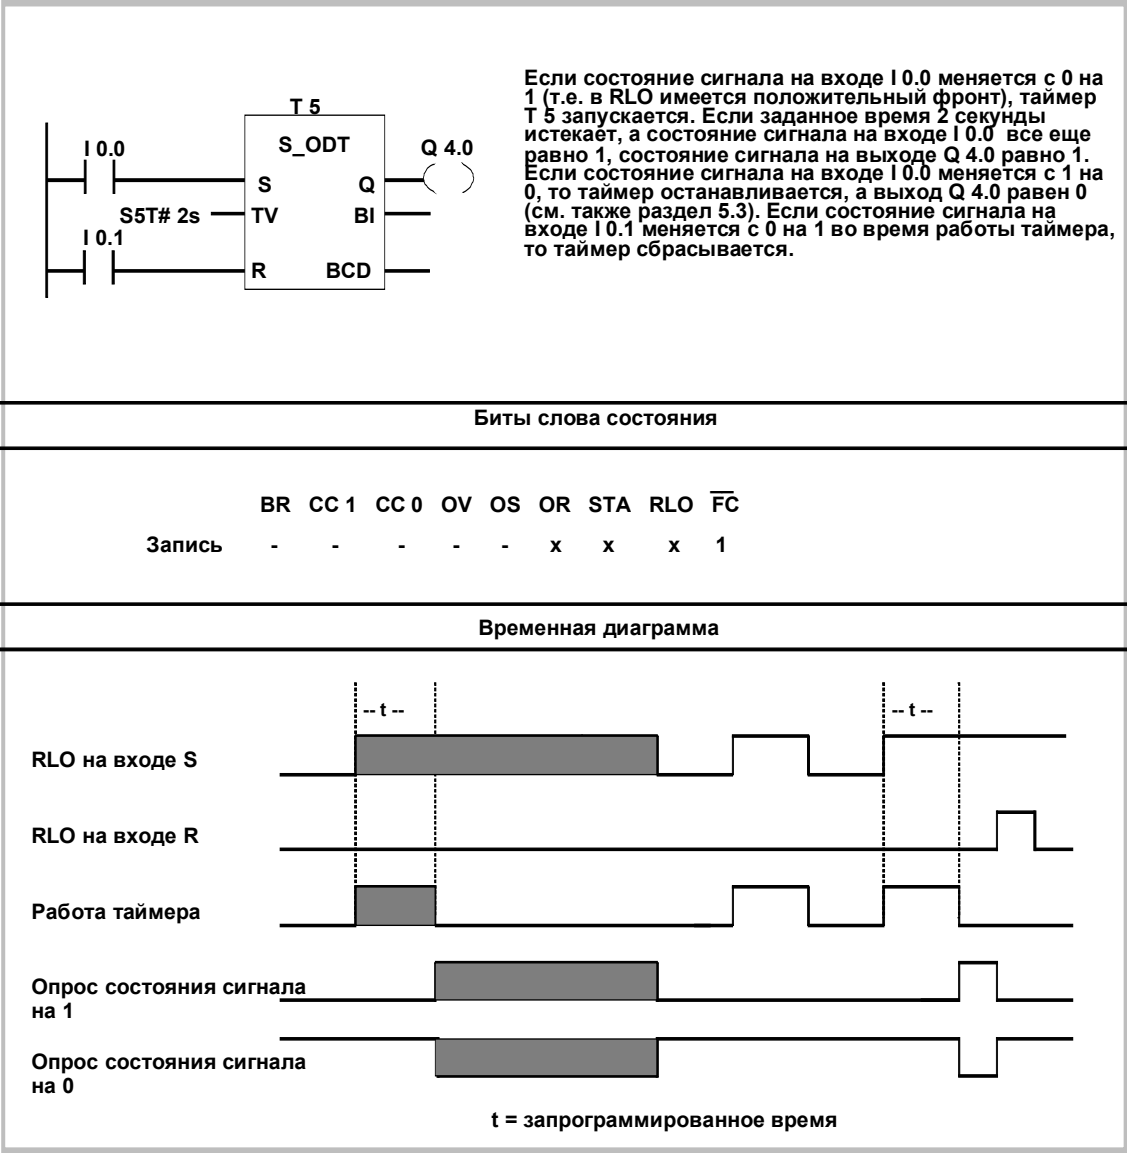 Если состояние сигнала на входе I 0.0 меняется с 0 на
1 (т.е. в RLO имеется положительный фронт), таймер
T 5 запускается. Если заданное время 2 секунды
истекает, а состояние сигнала на входе I 0.0 все еще
равно 1, состояние сигнала на выходе Q 4.0 равно 1.
Если состояние сигнала на входе I 0.0 меняется с 1 на
0, то таймер останавливается, а выход Q 4.0 равен 0
(см. также раздел 5.3). Если состояние сигнала на
входе I 0.1 меняется с 0 на 1 во время работы таймера,
то таймер сбрасывается.
T 5
I 0.0 S_ODT Q 4.0
S Q
S5T# 2s TV BI
I 0.1
R BCD
Биты слова состояния
BR CC 1 CC 0 OV OS OR STA RLO FC
Запись - - - - - x x x 1
Временная диаграмма
-- t -- -- t --
RLO на входе S
RLO на входе R
Работа таймера
Опрос состояния сигнала
на 1
Опрос состояния сигнала
на 0
t = запрограммированное время